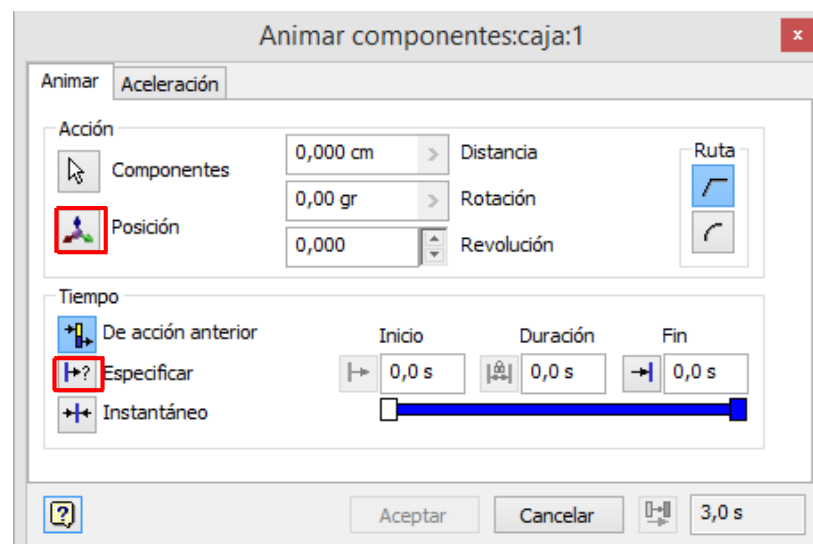 Animar componentes:caja:1
x
Animar Aceleración
Acción
Componentes 0,000 cm > Distancia Ruta
0,00 gr > Rotación
Posición
0,000 Revolución
Tiempo
De acción anterior Inicio Duración Fin
? Especificar 0,0 s 0,0 s 0,0 s
Instantáneo
? Aceptar Cancelar 3,0 s